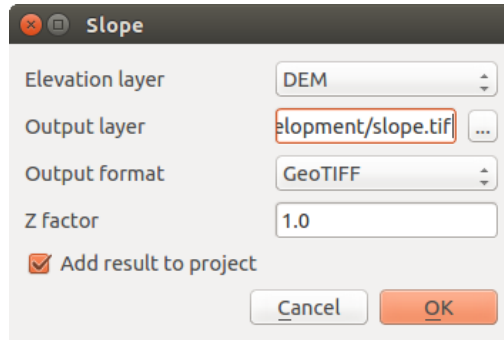 Slope
Elevation layer DEM
Output layer elopment/slope.tif ...
Output format GeoTIFF
Z factor 1.0
Add result to project
Cancel OK